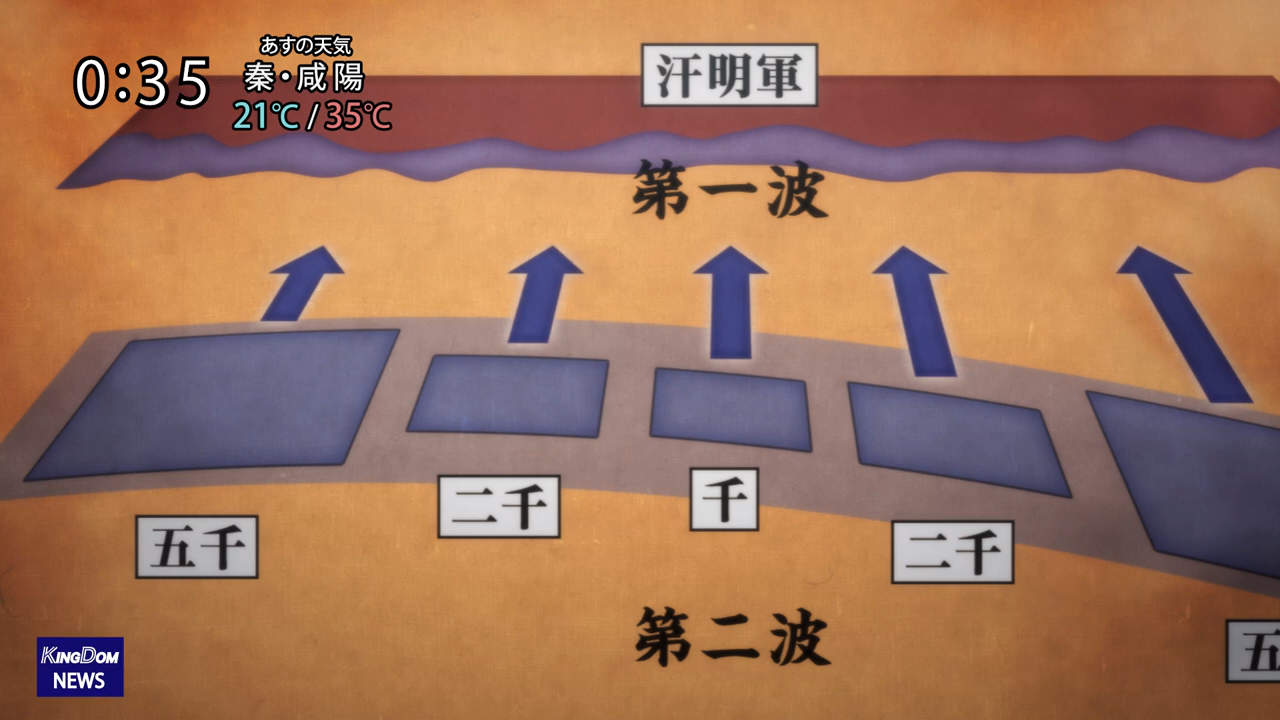 0:35
あすの天気
秦・咸陽
21℃/35℃
汗明軍
第一波
五千
二千
千
二千
五
第二波
KINGDOM
NEWS